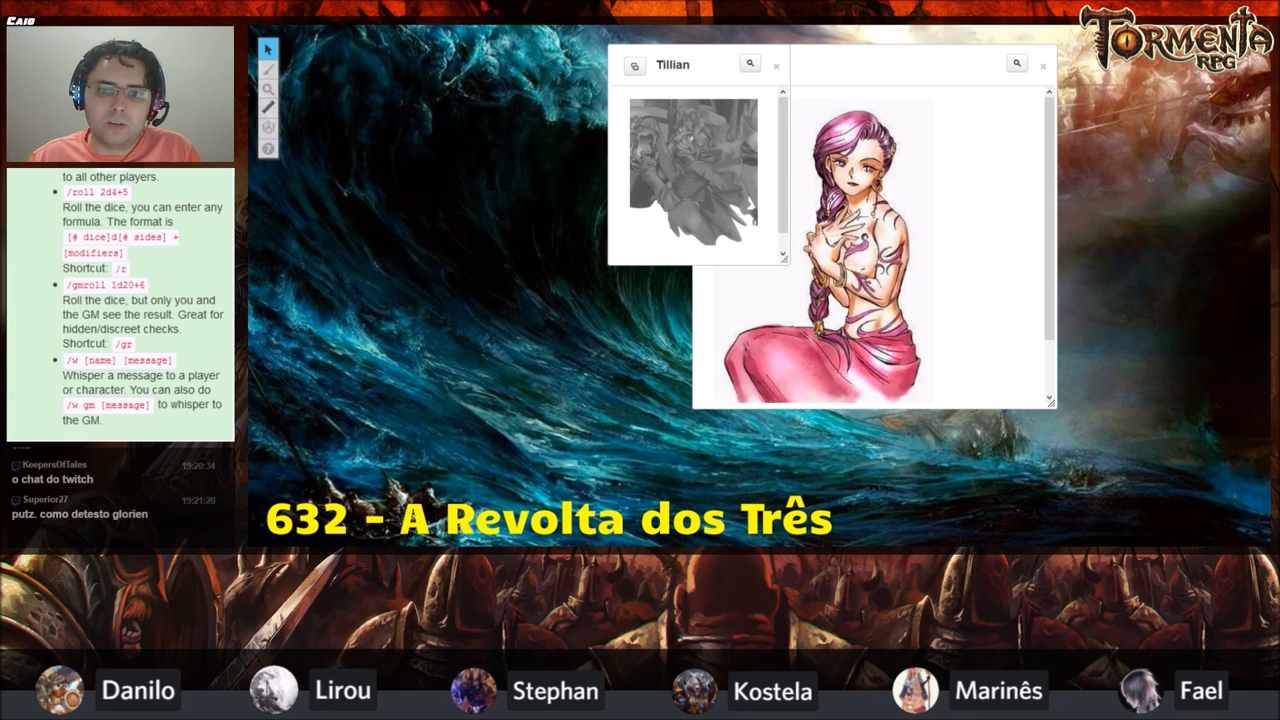 Caio
TORMENTA
RPG
Tillian
to all other players.
/roll 2d4+5
Roll the dice, you can enter any
formula. The format is
[# dice]d[# sides] +
[modifiers]
Shortcut: /r
/gmroll 1d20+6
Roll the dice, but only you and
the GM see the result. Great for
hidden/discreet checks.
Shortcut: /gr
/w [name] [message]
Whisper a message to a player
or character. You can also do
/w gm [message] to whisper to
the GM.
KeepersOfTales 19:20:34
o chat do twitch
Superior27 19:21:20
putz. como detesto glorien
632 - A Revolta dos Três
Danilo
Lirou
Stephan
Kostela
Marinês
Fael